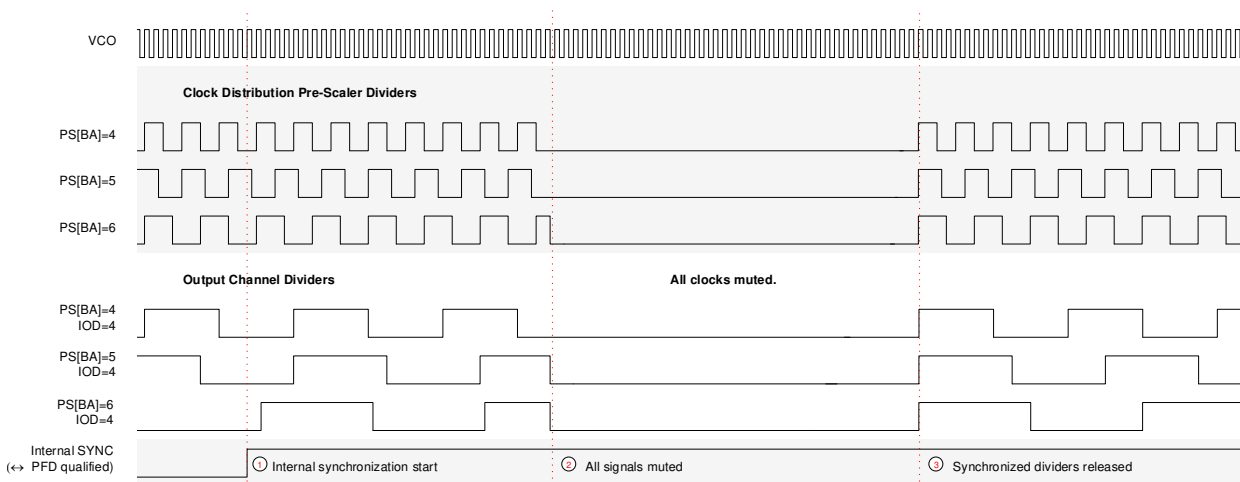 VCO
Clock Distribution Pre-Scaler Dividers
PS[BA]=4
PS[BA]=5
PS[BA]=6
Output Channel Dividers
All clocks muted.
PS[BA]=4
IOD=4
PS[BA]=5
IOD=4
PS[BA]=6
IOD=4
Internal SYNC
(↔ PFD qualified)
1 Internal synchronization start
2 All signals muted
3 Synchronized dividers released